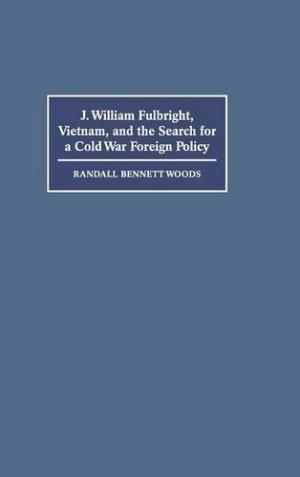 J. William Fulbright,
Vietnam, and the Search for
a Cold War Foreign Policy
RANDALL BENNETT WOODS